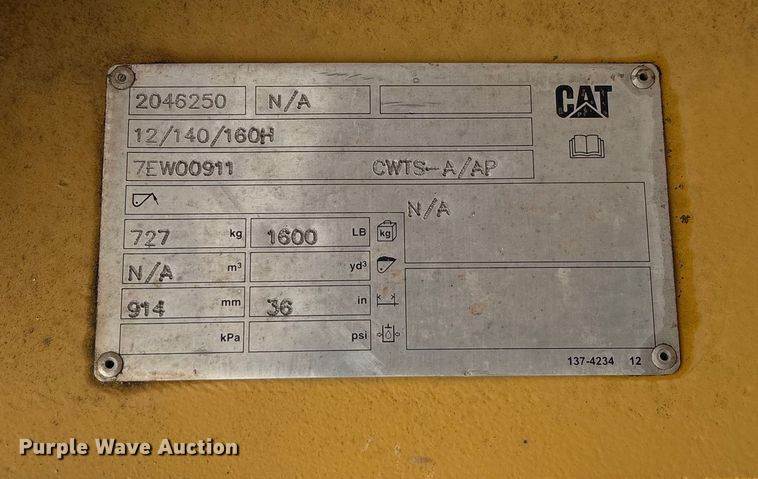 2046250 N/A
CAT
12/140/160H
7EW00911 CWTS-A/AP
N/A
727 kg 1600 LB kg
N/A m³ yd³
914 mm 36 in
kPa psi
137-4234 12
Purple Wave Auction